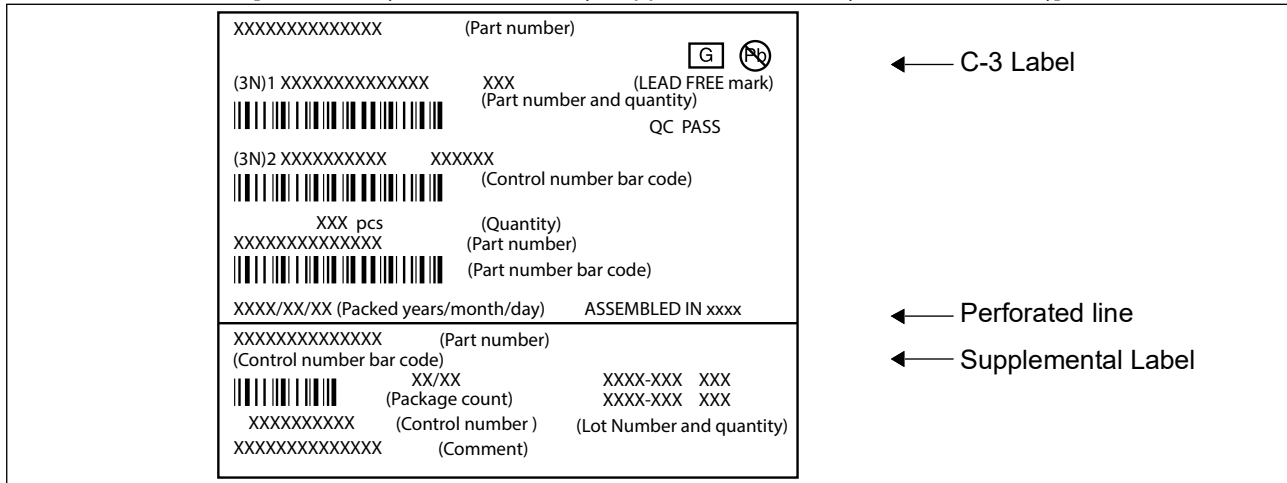 XXXXXXXXXXXXXX (Part number)
G Pb
C-3 Label
(3N)1 XXXXXXXXXXXXXX XXX (LEAD FREE mark)
(Part number and quantity)
QC PASS
(3N)2 XXXXXXXXXX XXXXXX
(Control number bar code)
XXX pcs (Quantity)
XXXXXXXXXXXXXX (Part number)
(Part number bar code)
XXXX/XX/XX (Packed years/month/day) ASSEMBLED IN xxxx
Perforated line
XXXXXXXXXXXXXX (Part number)
(Control number bar code)
Supplemental Label
XX/XX XXXX-XXX XXX
(Package count) XXXX-XXX XXX
XXXXXXXXXX (Control number ) (Lot Number and quantity)
XXXXXXXXXXXXXX (Comment)